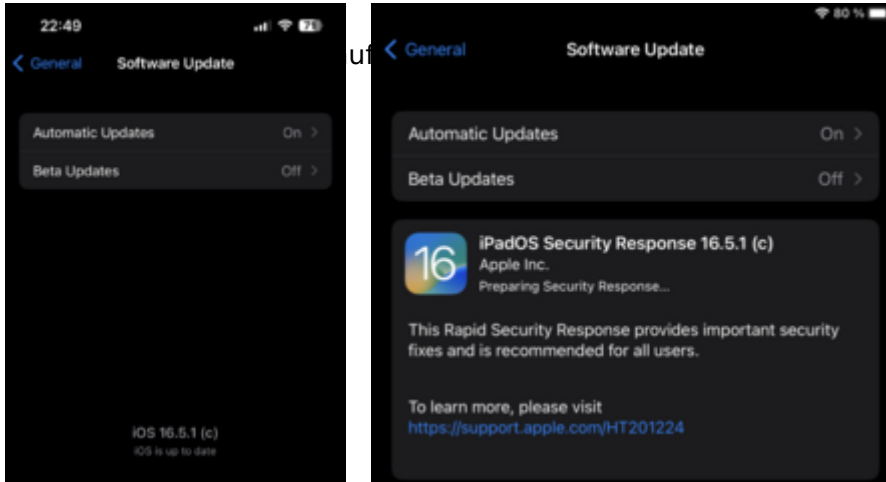 22:49
71
General
Software Update
Automatic Updates
On
Beta Updates
Off
iOS 16.5.1 (c)
iOS is up to date
uf
80 %
General
Software Update
Automatic Updates
On
Beta Updates
Off
16
iPadOS Security Response 16.5.1 (c)
Apple Inc.
Preparing Security Response...
This Rapid Security Response provides important security
fixes and is recommended for all users.
To learn more, please visit
https://support.apple.com/HT201224